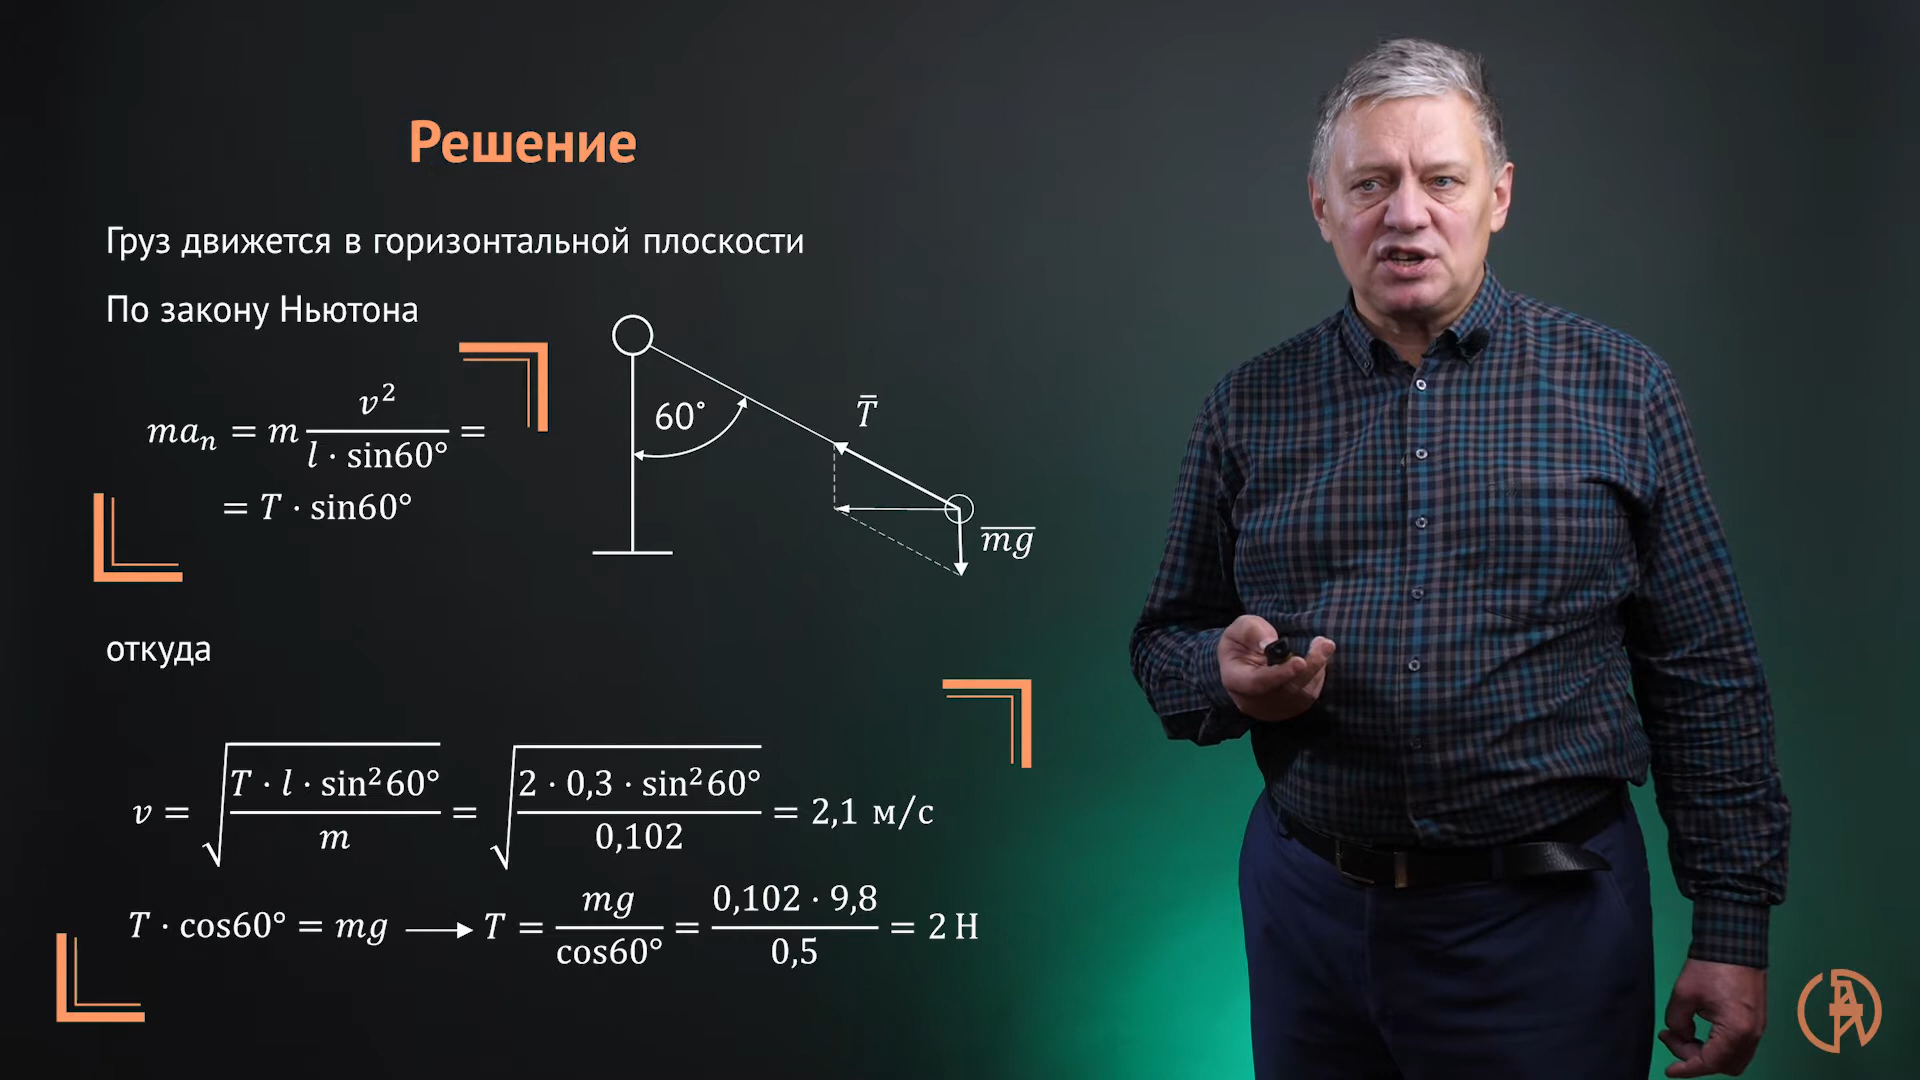 Решение
Груз движется в горизонтальной плоскости
По закону Ньютона
maₙ = m v² / (l · sin60°) =
= T · sin60°
60°
T̅
m̅g̅
откуда
v = √(T · l · sin²60° / m) = √(2 · 0,3 · sin²60° / 0,102) = 2,1 м/с
T · cos60° = mg → T = mg / cos60° = 0,102 · 9,8 / 0,5 = 2 Н